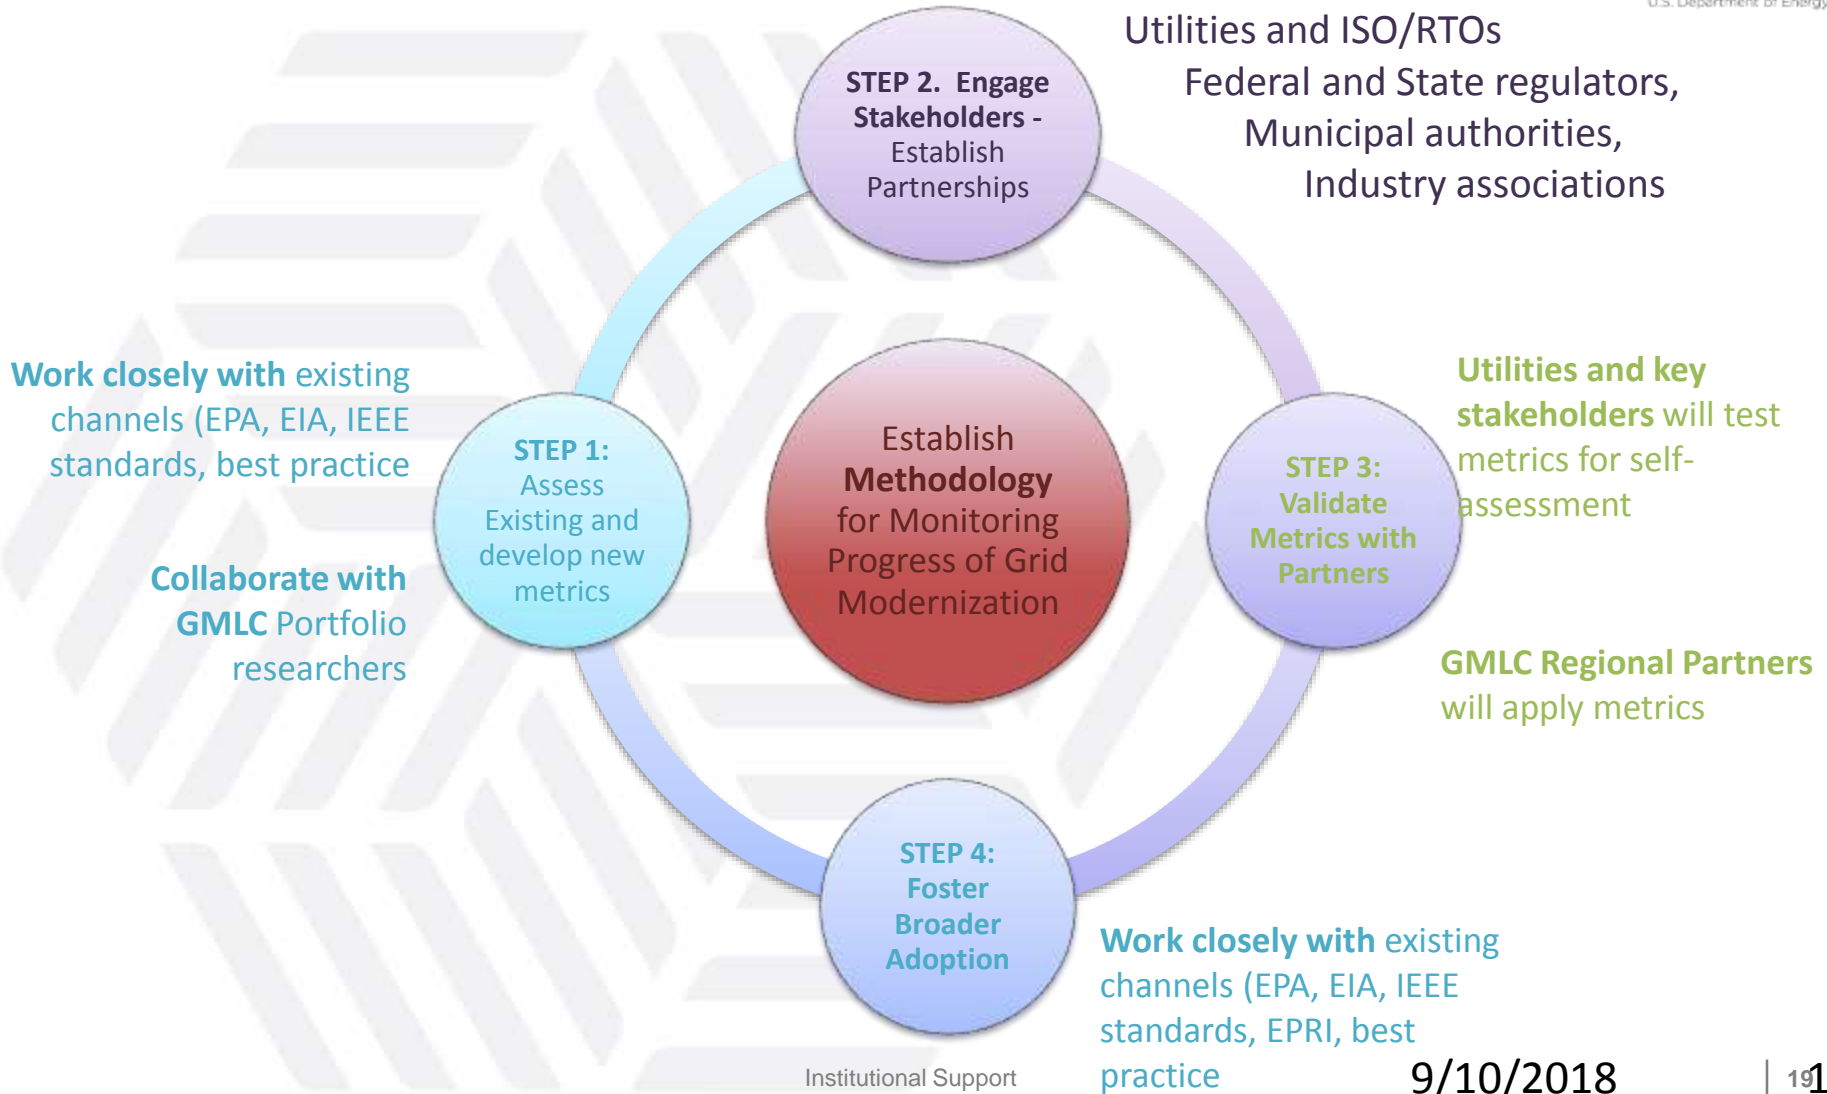 U.S. Department of Energy
Utilities and ISO/RTOs
Federal and State regulators,
Municipal authorities,
Industry associations
STEP 2. Engage
Stakeholders -
Establish
Partnerships
Work closely with existing
channels (EPA, EIA, IEEE
standards, best practice
Collaborate with
GMLC Portfolio
researchers
STEP 1:
Assess
Existing and
develop new
metrics
Establish
Methodology
for Monitoring
Progress of Grid
Modernization
STEP 3:
Validate
Metrics with
Partners
Utilities and key
stakeholders will test
metrics for self-
assessment
GMLC Regional Partners
will apply metrics
STEP 4:
Foster
Broader
Adoption
Work closely with existing
channels (EPA, EIA, IEEE
standards, EPRI, best
practice
Institutional Support
9/10/2018
| 191